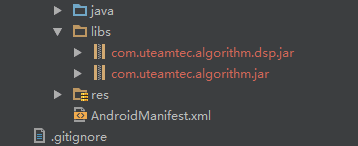 java
libs
com.uteamtec.algorithm.dsp.jar
com.uteamtec.algorithm.jar
res
AndroidManifest.xml
.gitignore